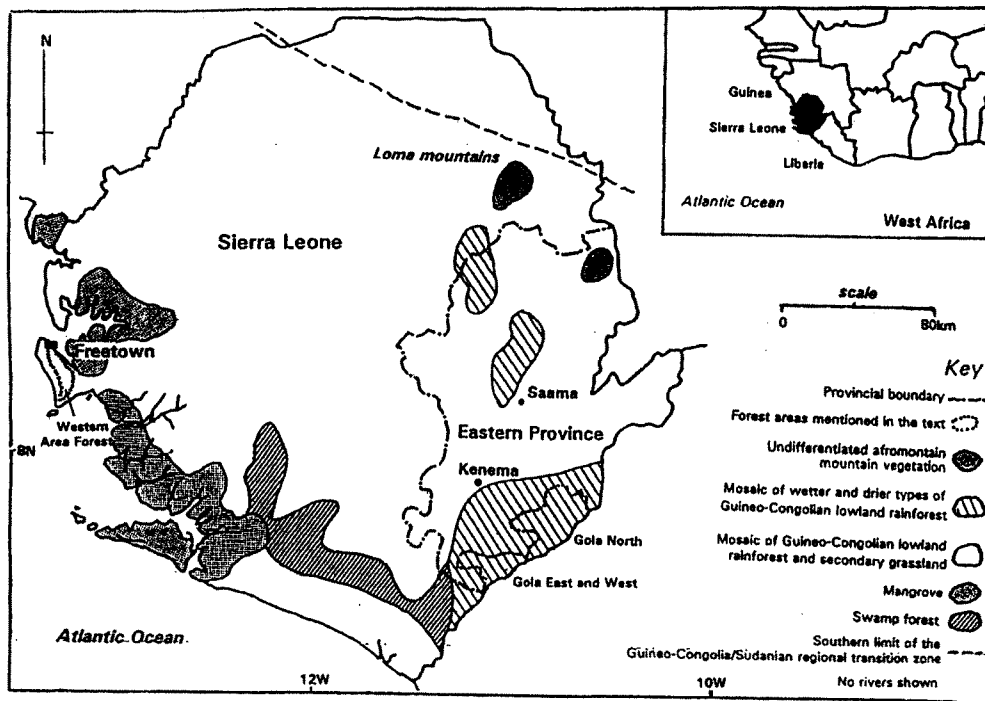 N
Loma mountains
Sierra Leone
Freetown
Western
Area Forest
8N
Saama
Eastern Province
Kenema
Gola North
Gola East and West
Atlantic Ocean
12W
10W
Guinea
Sierra Leone
Liberia
Atlantic Ocean
West Africa
scale
0 80km
Key
Provincial boundary
Forest areas mentioned in the text
Undifferentiated afromontain
mountain vegetation
Mosaic of wetter and drier types of
Guineo-Congolian lowland rainforest
Mosaic of Guineo-Congolian lowland
rainforest and secondary grassland
Mangrove
Swamp forest
Southern limit of the
Guineo-Congolia/Sudanian regional transition zone
No rivers shown